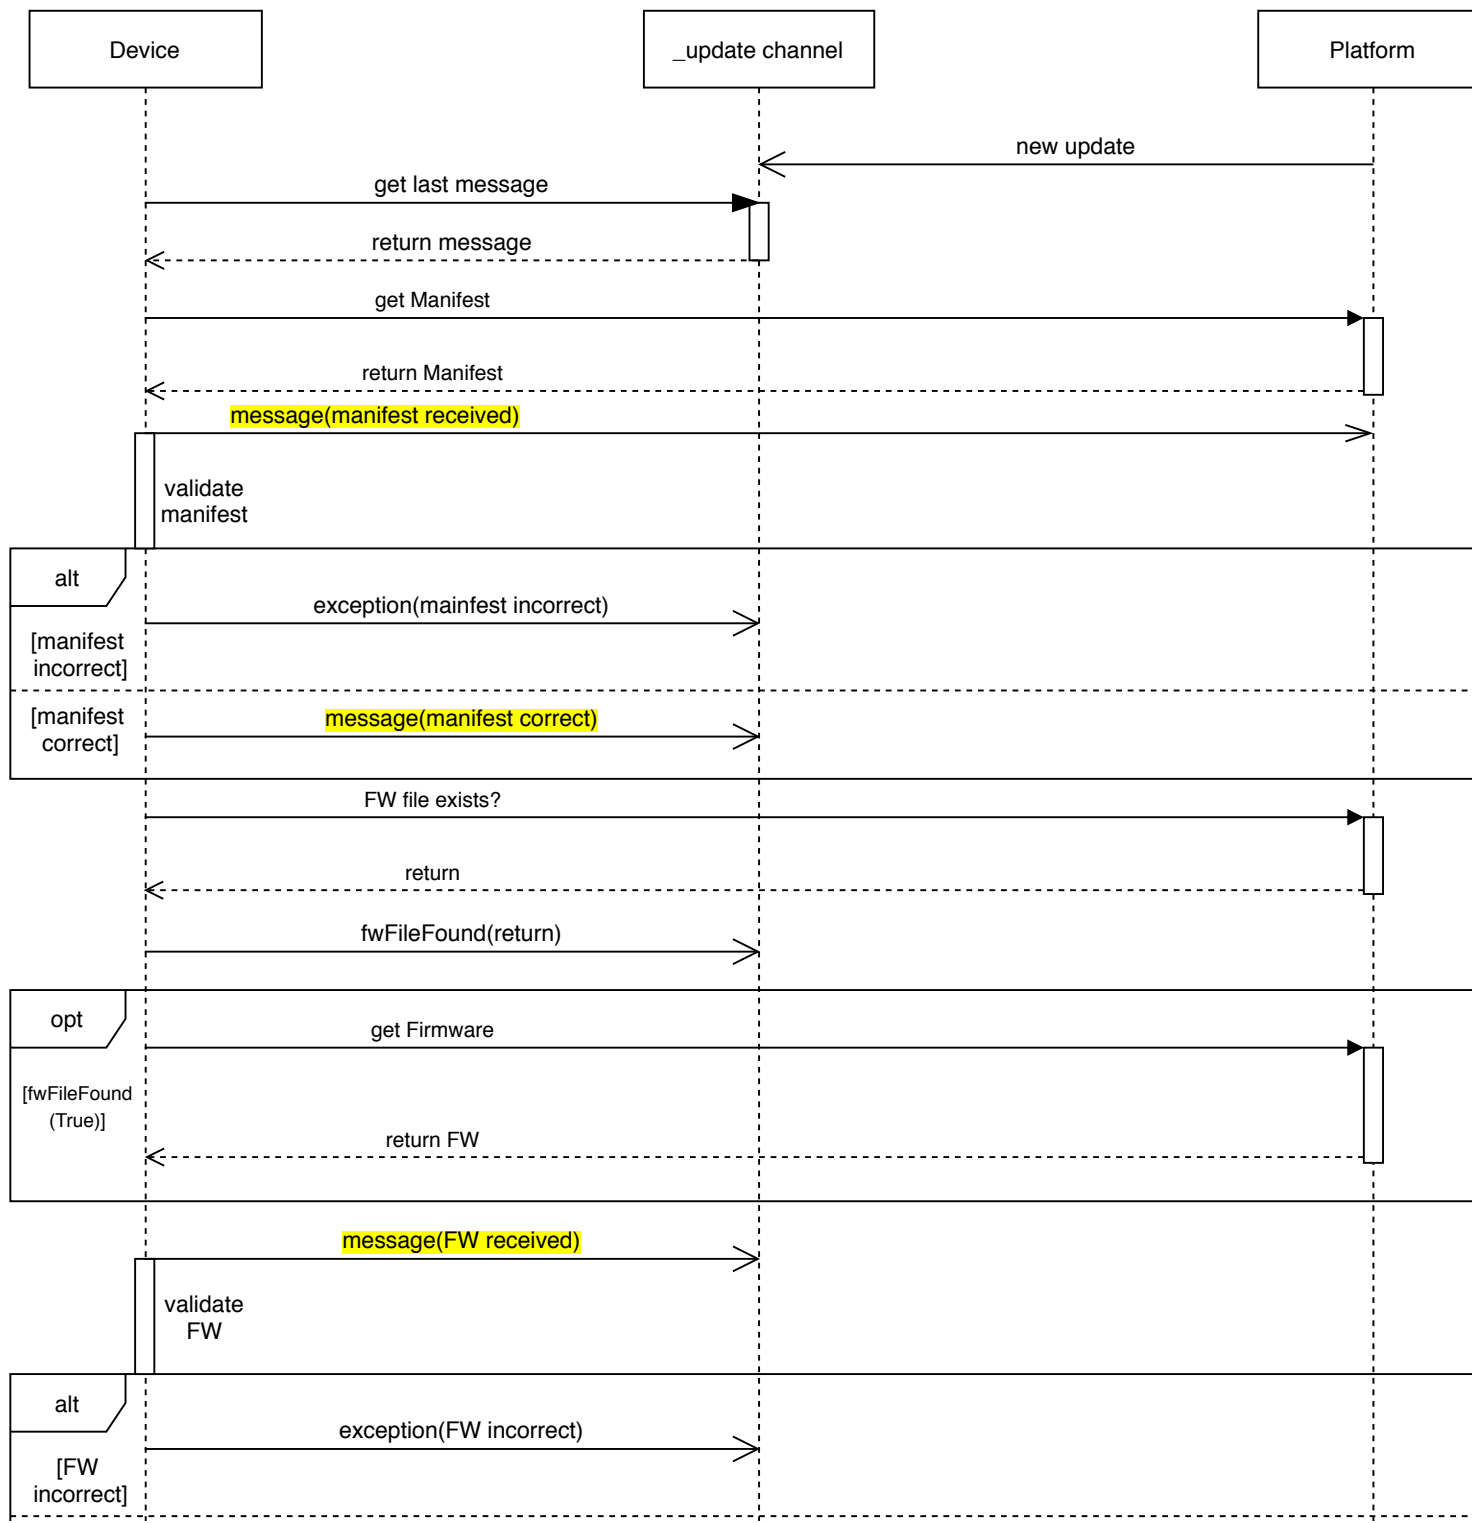 Device
_update channel
Platform
new update
get last message
return message
get Manifest
return Manifest
message(manifest received)
validate
manifest
alt
exception(mainfest incorrect)
[manifest
incorrect]
[manifest
correct]
message(manifest correct)
FW file exists?
return
fwFileFound(return)
opt
get Firmware
[fwFileFound
(True)]
return FW
message(FW received)
validate
FW
alt
exception(FW incorrect)
[FW
incorrect]